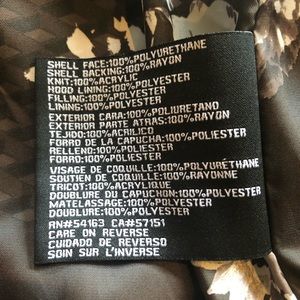 SHELL FACE:100%POLYURETHANE
SHELL BACKING:100%RAYON
KNIT:100%ACRYLIC
HOOD LINING:100%POLYESTER
FILLING:100%POLYESTER
LINING:100%POLYESTER
EXTERIOR CARA:100%POLIURETANO
EXTERIOR PARTE ATRAS:100%RAYON
TEJIDO:100%ACRILICO
FORRO DE LA CAPUCHA:100%POLIESTER
RELLENO:100%POLIESTER
FORRO:100%POLIESTER
VISAGE DE COQUILLE:100%POLYURÉTHANE
SOUTIEN DE COQUILLE:100%RAYONNE
TRICOT:100%ACRYLIQUE
DOUBLURE DU CAPUCHON:100%POLYESTER
MATELASSAGE:100%POLYESTER
DOUBLURE:100%POLYESTER
RN#54163 CA#57151
CARE ON REVERSE
CUIDADO DE REVERSO
SOIN SUR L'INVERSE